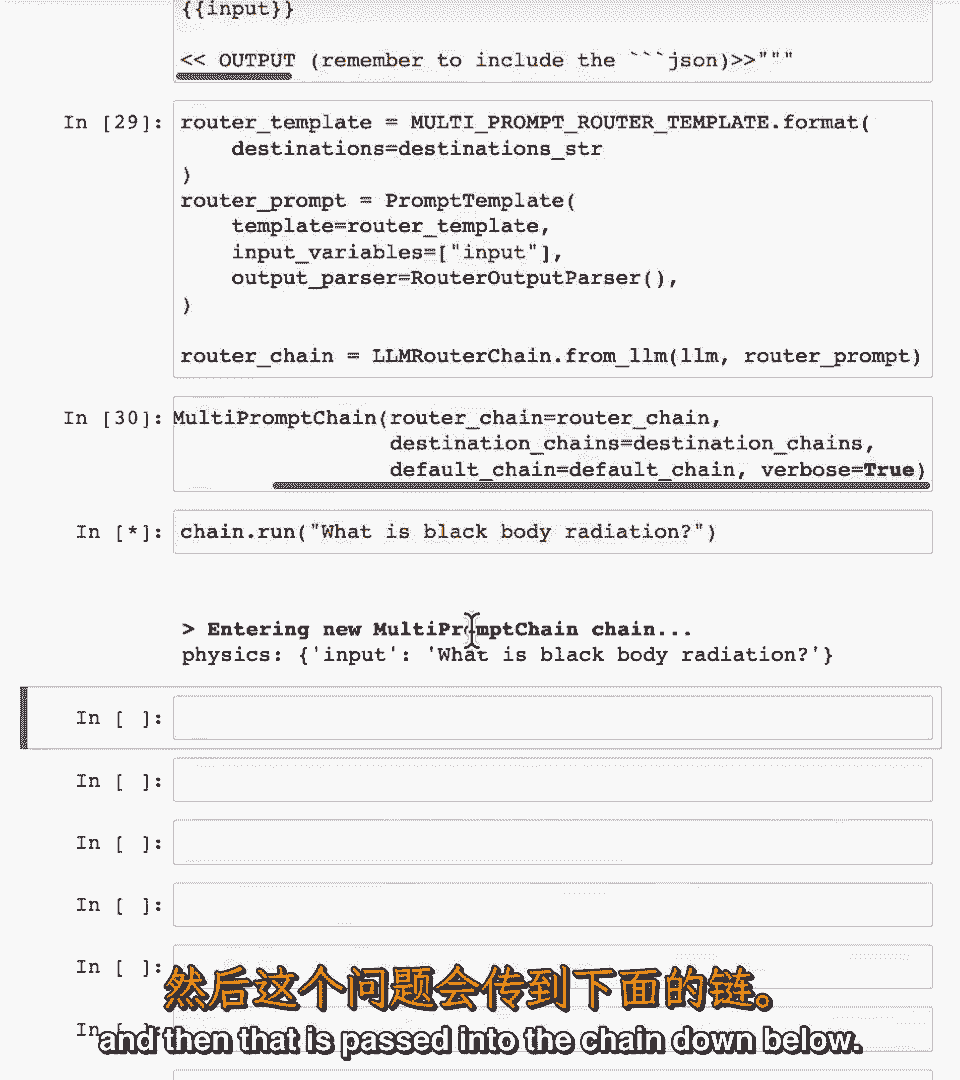 {{input}}
<< OUTPUT (remember to include the ```json)>>"""
In [29]: router_template = MULTI_PROMPT_ROUTER_TEMPLATE.format(
destinations=destinations_str
)
router_prompt = PromptTemplate(
template=router_template,
input_variables=["input"],
output_parser=RouterOutputParser(),
)
router_chain = LLMRouterChain.from_llm(llm, router_prompt)
In [30]: MultiPromptChain(router_chain=router_chain,
destination_chains=destination_chains,
default_chain=default_chain, verbose=True)
In [*]: chain.run("What is black body radiation?")
> Entering new MultiPromptChain chain...
physics: {'input': 'What is black body radiation?'}
In [ ]:
In [ ]:
In [ ]:
In [ ]:
In [ ]:
然后这个问题会传到下面的链。
In [ ]:
and then that is passed into the chain down below.